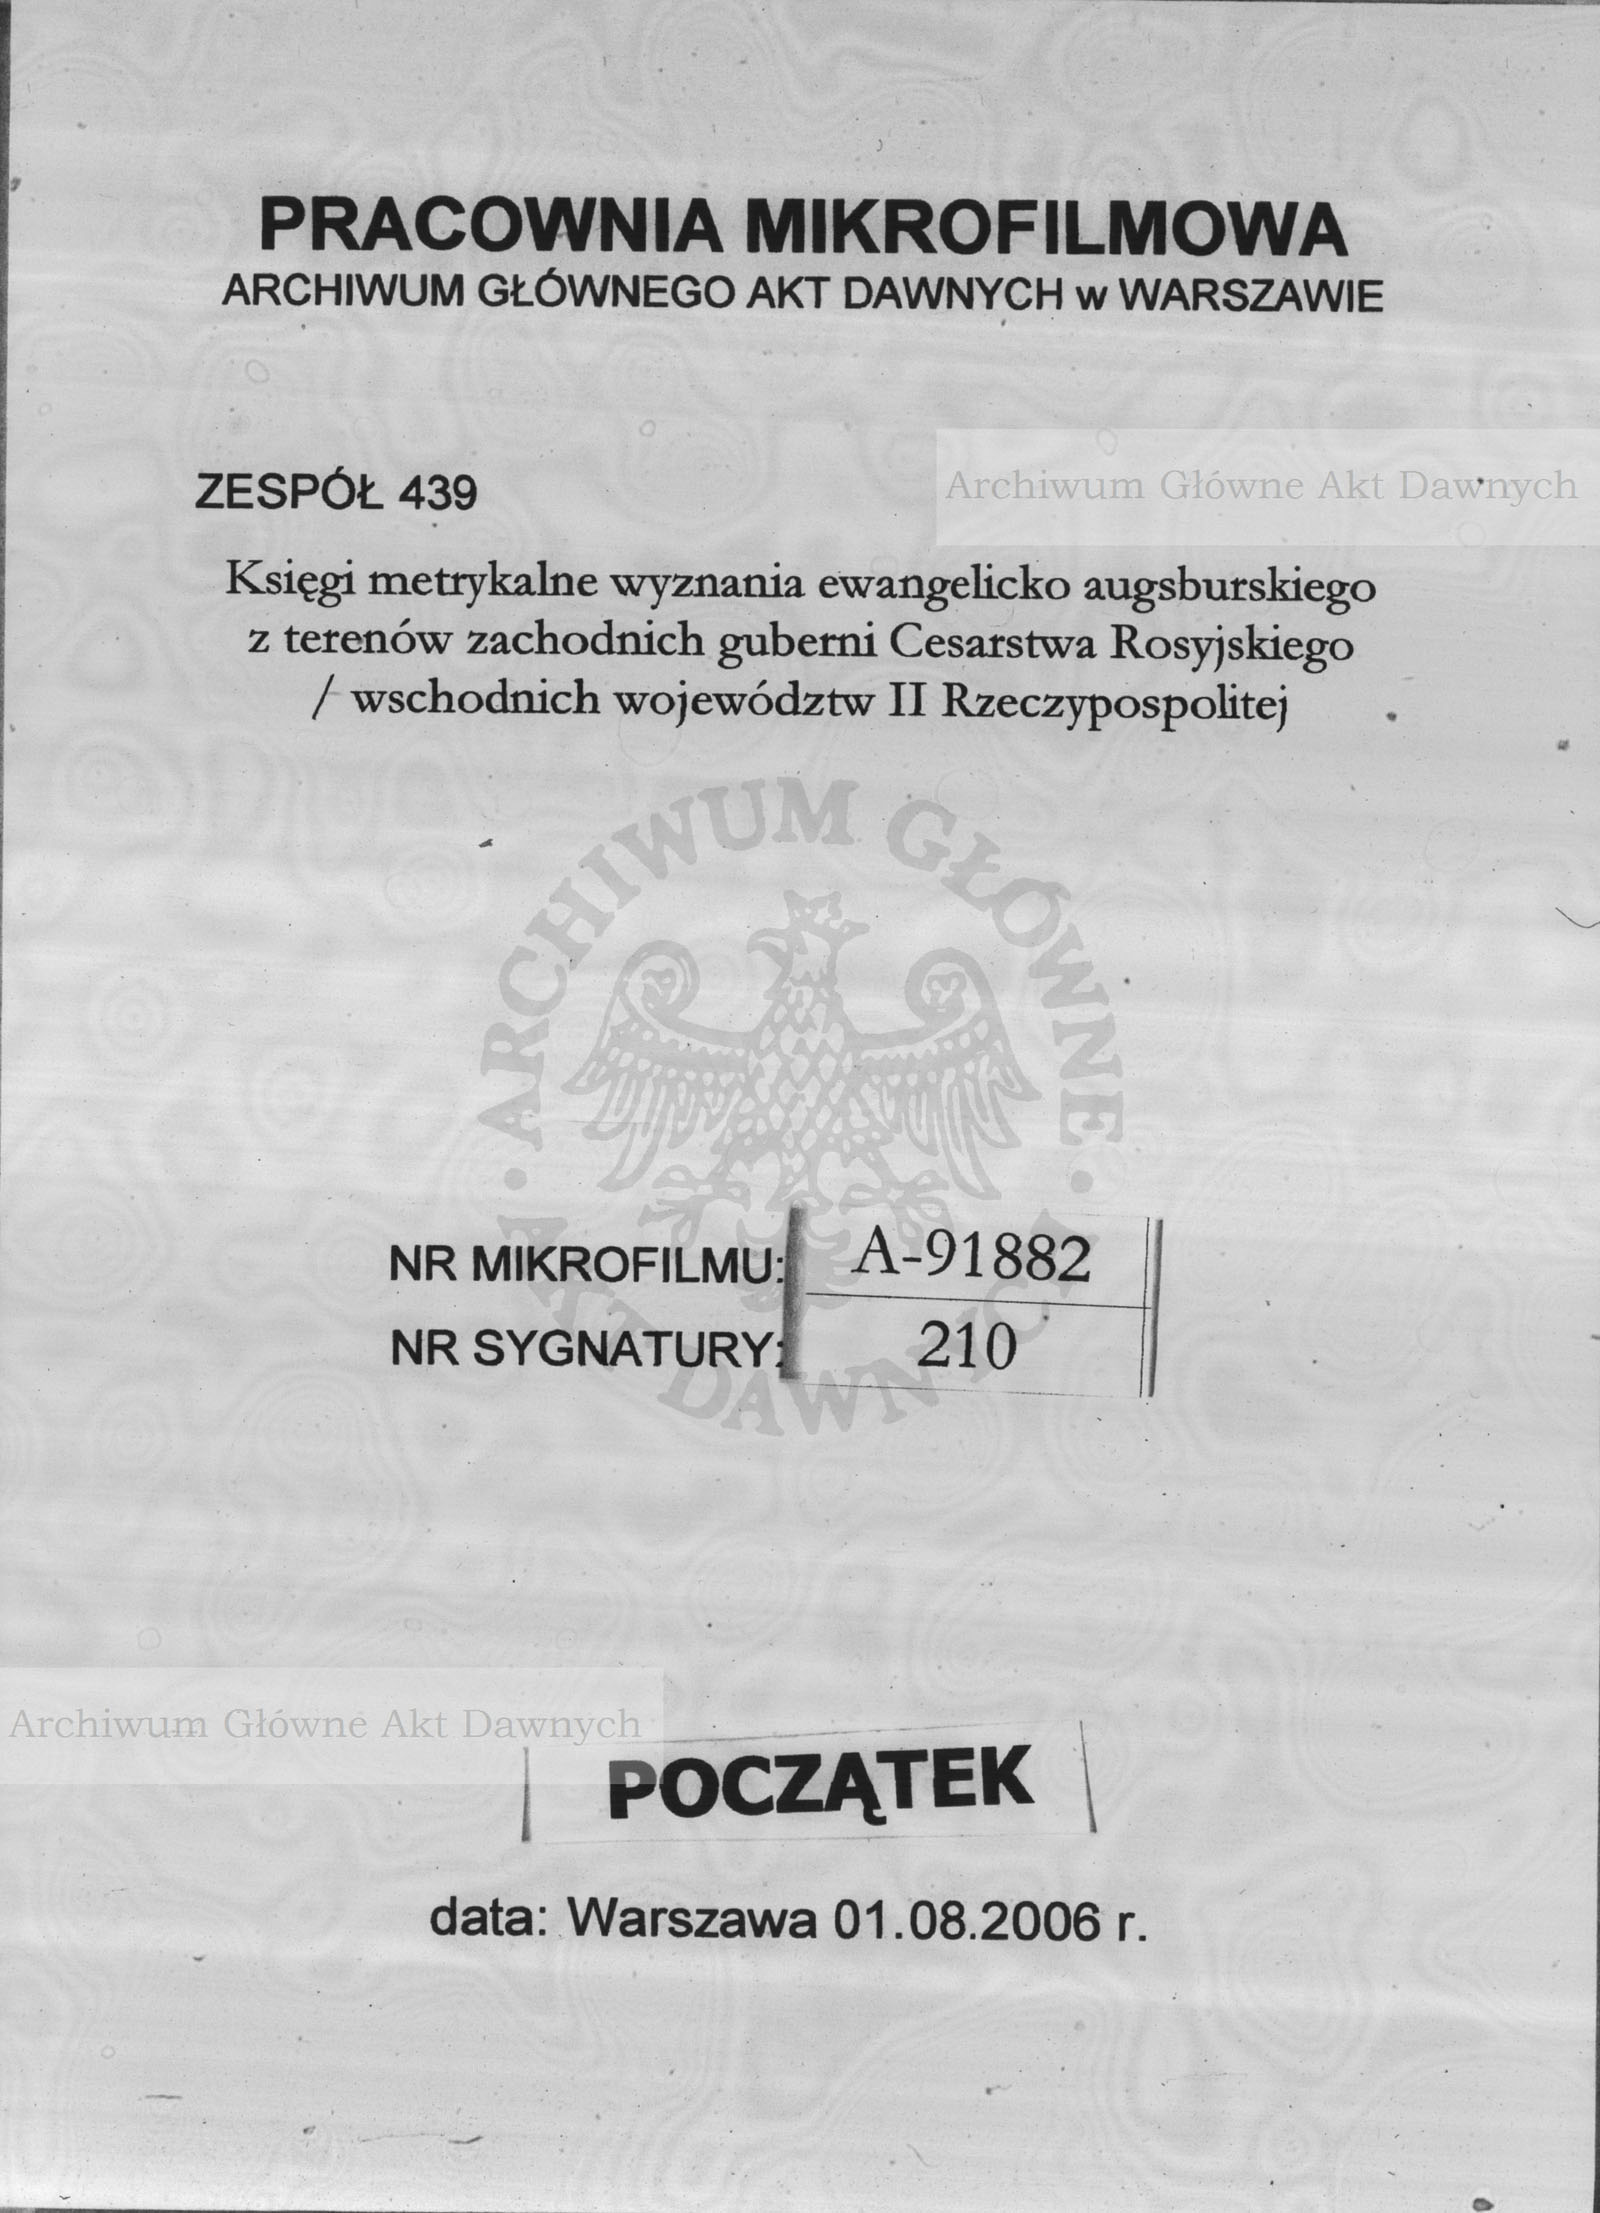 PRACOWNIA MIKROFILMOWA
ARCHIWUM GŁÓWNEGO AKT DAWNYCH w WARSZAWIE
ZESPÓŁ 439
Archiwum Główne Akt Dawnych
Księgi metrykalne wyznania ewangelicko augsburskiego
z terenów zachodnich guberni Cesarstwa Rosyjskiego
/ wschodnich województw II Rzeczypospolitej
ARCHIWUM GŁÓWNE
AKT DAWNYCH
NR MIKROFILMU: A-91882
NR SYGNATURY: 210
Archiwum Główne Akt Dawnych
POCZĄTEK
data: Warszawa 01.08.2006 r.